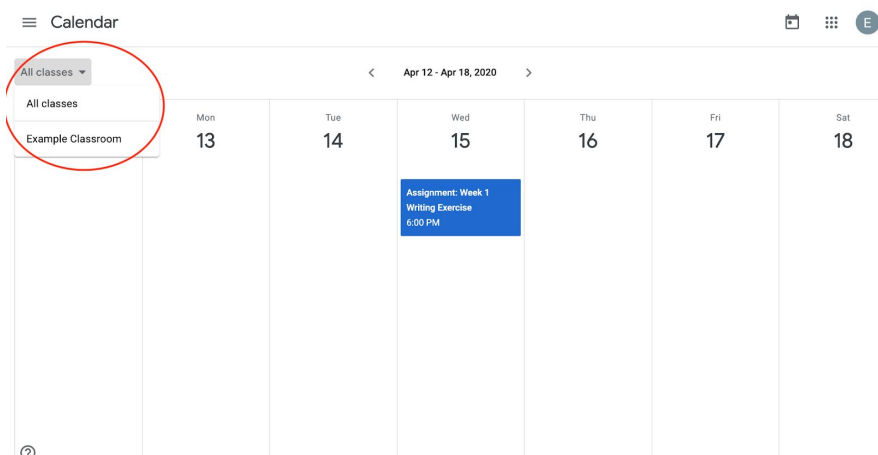 Calendar
E
All classes
Apr 12 - Apr 18, 2020
All classes
Example Classroom
Mon
13
Tue
14
Wed
15
Thu
16
Fri
17
Sat
18
Assignment: Week 1
Writing Exercise
6:00 PM
?